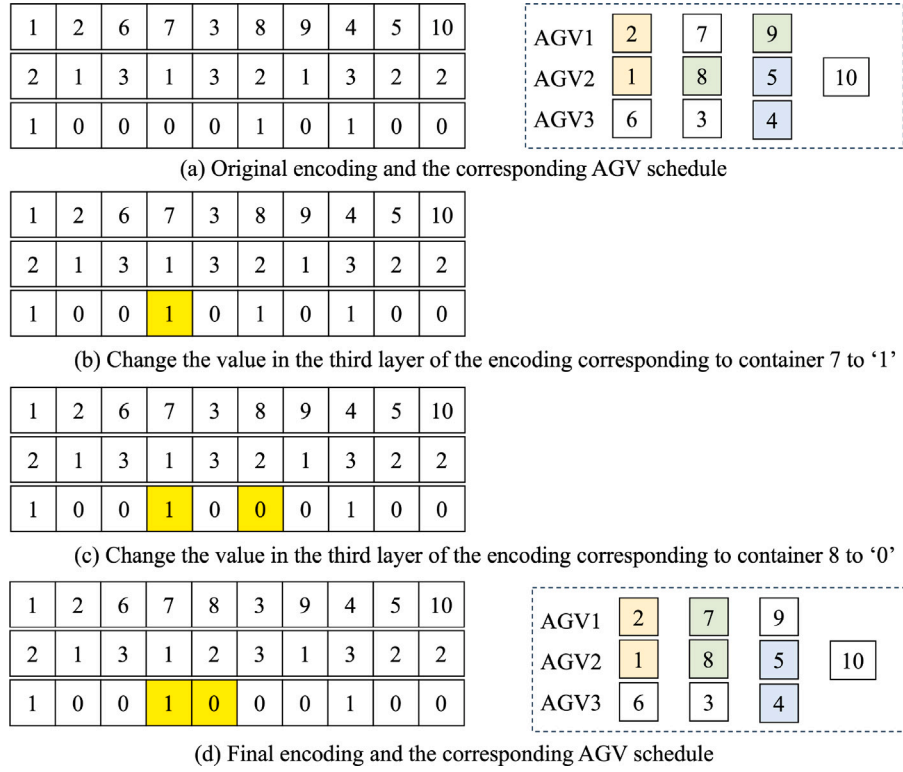 1 2 6 7 3 8 9 4 5 10
2 1 3 1 3 2 1 3 2 2
1 0 0 0 0 1 0 1 0 0
AGV1 2 7 9
AGV2 1 8 5 10
AGV3 6 3 4
(a) Original encoding and the corresponding AGV schedule
1 2 6 7 3 8 9 4 5 10
2 1 3 1 3 2 1 3 2 2
1 0 0 1 0 1 0 1 0 0
(b) Change the value in the third layer of the encoding corresponding to container 7 to ‘1’
1 2 6 7 3 8 9 4 5 10
2 1 3 1 3 2 1 3 2 2
1 0 0 1 0 0 0 1 0 0
(c) Change the value in the third layer of the encoding corresponding to container 8 to ‘0’
1 2 6 7 8 3 9 4 5 10
2 1 3 1 2 3 1 3 2 2
1 0 0 1 0 0 0 1 0 0
AGV1 2 7 9
AGV2 1 8 5 10
AGV3 6 3 4
(d) Final encoding and the corresponding AGV schedule